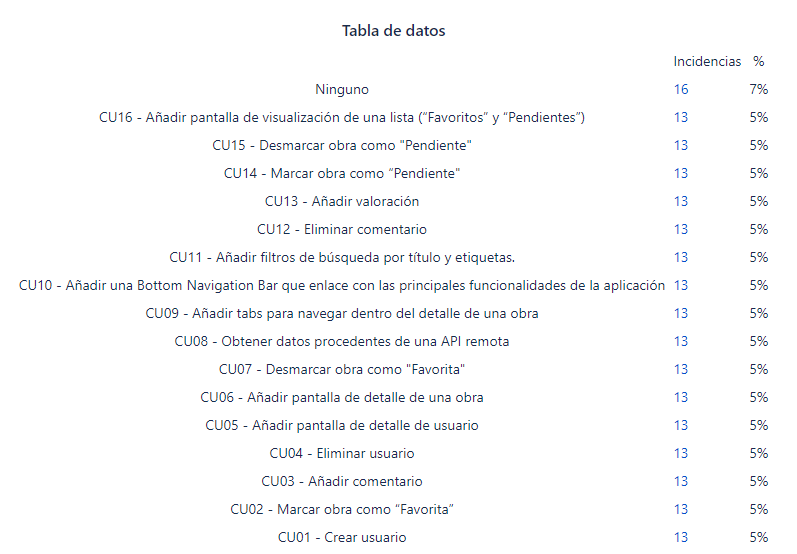 Tabla de datos
Incidencias %
Ninguno 16 7%
CU16 - Añadir pantalla de visualización de una lista (“Favoritos” y “Pendientes”) 13 5%
CU15 - Desmarcar obra como "Pendiente" 13 5%
CU14 - Marcar obra como “Pendiente" 13 5%
CU13 - Añadir valoración 13 5%
CU12 - Eliminar comentario 13 5%
CU11 - Añadir filtros de búsqueda por título y etiquetas. 13 5%
CU10 - Añadir una Bottom Navigation Bar que enlace con las principales funcionalidades de la aplicación 13 5%
CU09 - Añadir tabs para navegar dentro del detalle de una obra 13 5%
CU08 - Obtener datos procedentes de una API remota 13 5%
CU07 - Desmarcar obra como "Favorita" 13 5%
CU06 - Añadir pantalla de detalle de una obra 13 5%
CU05 - Añadir pantalla de detalle de usuario 13 5%
CU04 - Eliminar usuario 13 5%
CU03 - Añadir comentario 13 5%
CU02 - Marcar obra como “Favorita” 13 5%
CU01 - Crear usuario 13 5%